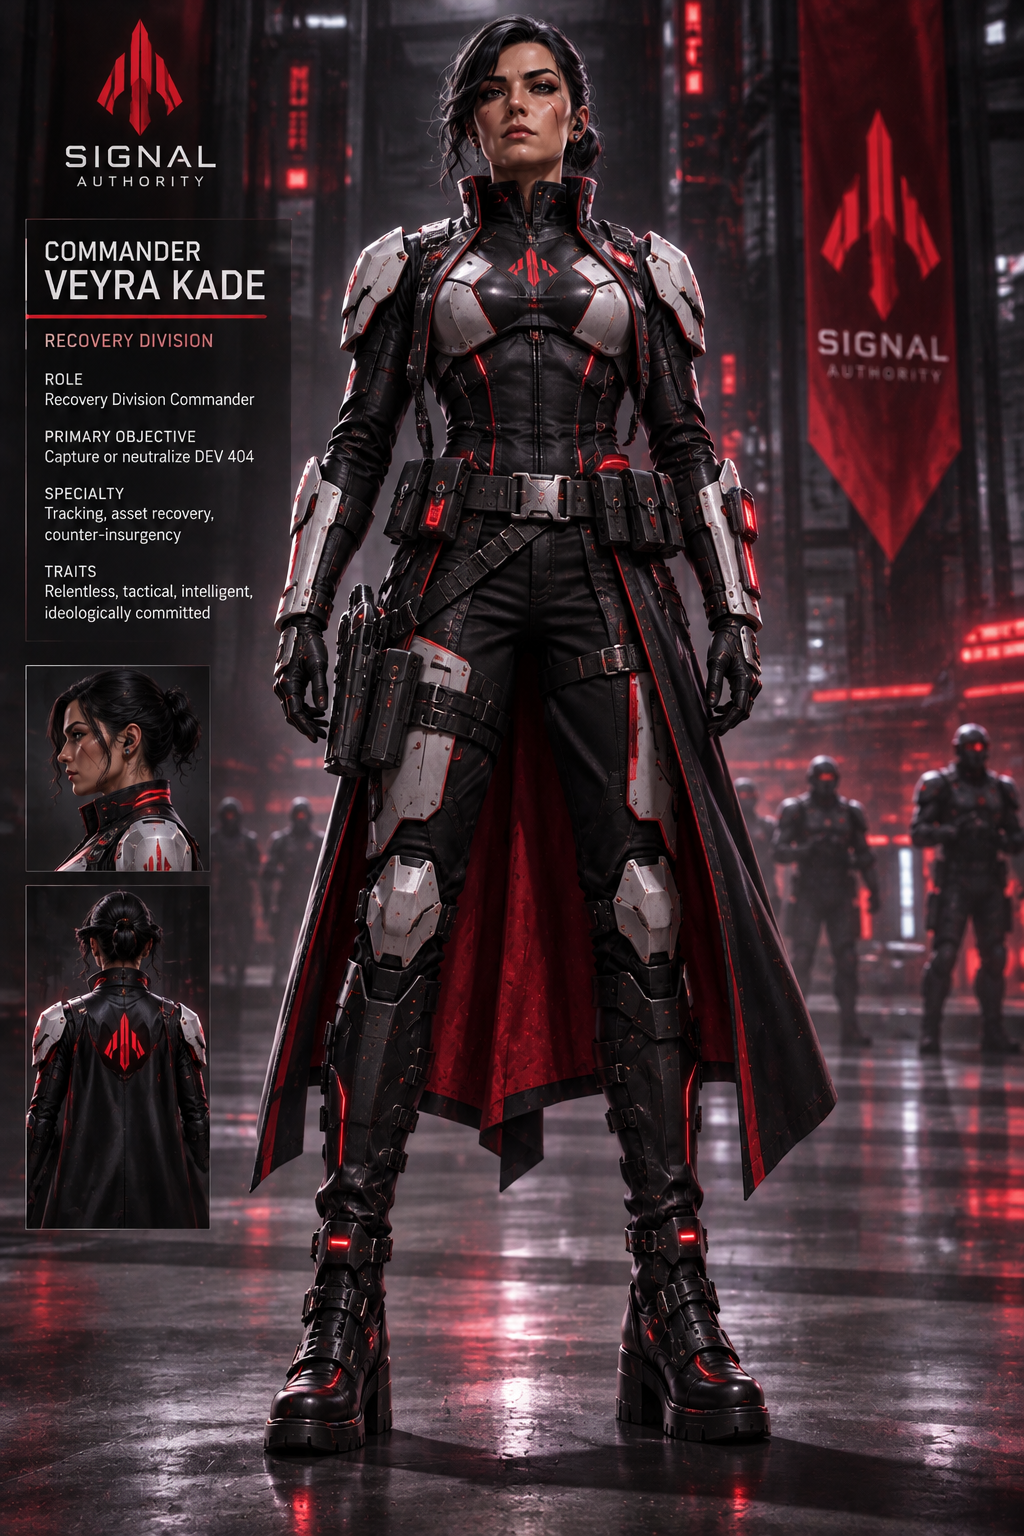 SIGNAL
AUTHORITY
COMMANDER
VEYRA KADE
RECOVERY DIVISION
ROLE
Recovery Division Commander
PRIMARY OBJECTIVE
Capture or neutralize DEV 404
SPECIALTY
Tracking, asset recovery,
counter-insurgency
TRAITS
Relentless, tactical, intelligent,
ideologically committed
SIGNAL
AUTHORITY